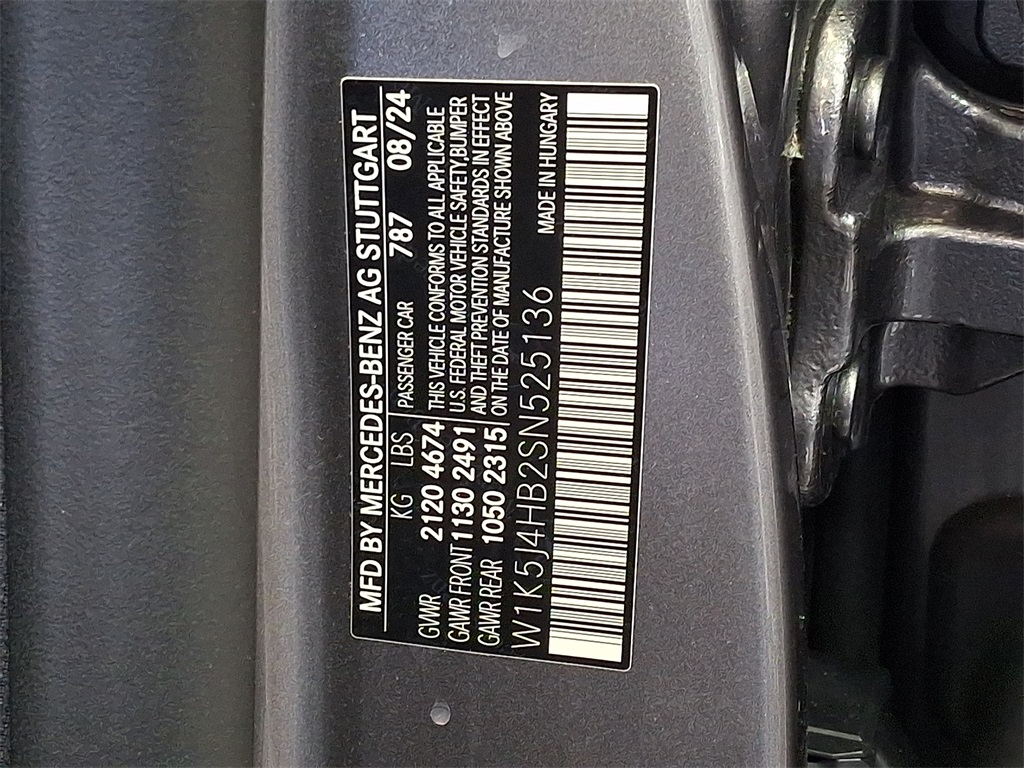 MFD BY MERCEDES-BENZ AG STUTTGART
KG LBS PASSENGER CAR 787 08/24
GVWR 2120 4674 THIS VEHICLE CONFORMS TO ALL APPLICABLE
GAWR FRONT 1130 2491 U.S. FEDERAL MOTOR VEHICLE SAFETY,BUMPER
GAWR REAR 1050 2315 AND THEFT PREVENTION STANDARDS IN EFFECT
ON THE DATE OF MANUFACTURE SHOWN ABOVE
W1K5J4HB2SN525136 MADE IN HUNGARY